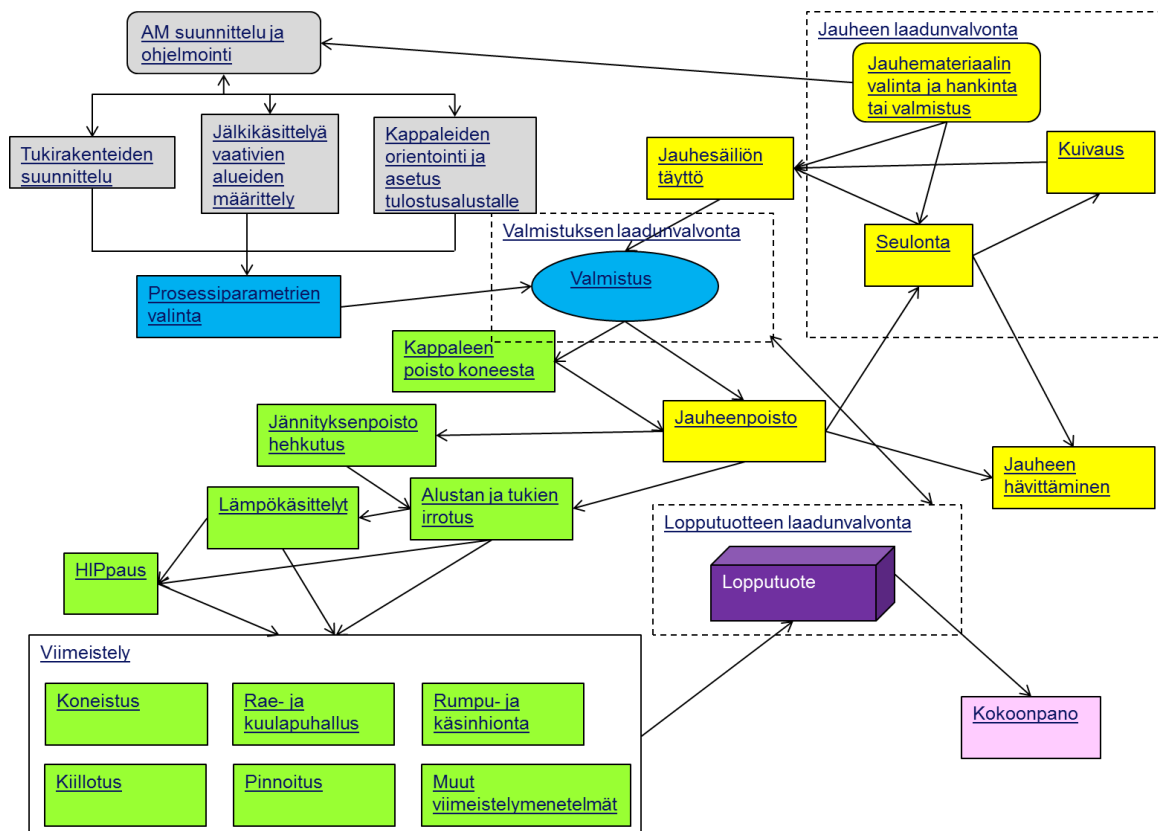 AM suunnittelu ja
ohjelmointi
Jauheen laadunvalvonta
Jauhemateriaalin
valinta ja hankinta
tai valmistus
Tukirakenteiden
suunnittelu
Jälkikäsittelyä
vaativien
alueiden
määrittely
Kappaleiden
orientointi ja
asetus
tulostusalustalle
Jauhesäiliön
täyttö
Kuivaus
Seulonta
Valmistuksen laadunvalvonta
Valmistus
Prosessiparametrien
valinta
Kappaleen
poisto koneesta
Jännityksenpoisto
hehkutus
Jauheenpoisto
Jauheen
hävittäminen
Lämpökäsittelyt
Alustan ja tukien
irrotus
HIPpaus
Lopputuotteen laadunvalvonta
Lopputuote
Viimeistely
Koneistus
Rae- ja
kuulapuhallus
Rumpu- ja
käsinhionta
Kiillotus
Pinnoitus
Muut
viimeistelymenetelmät
Kokoonpano